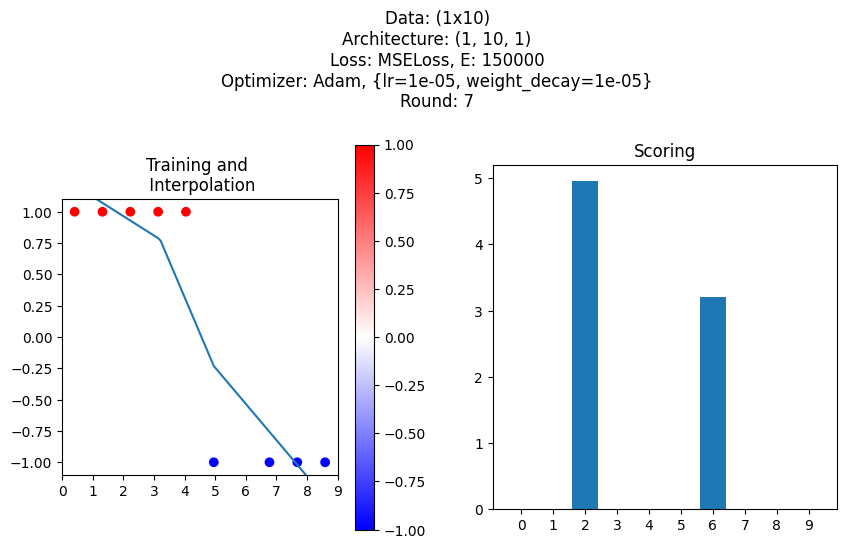 Data: (1x10)
Architecture: (1, 10, 1)
Loss: MSELoss, E: 150000
Optimizer: Adam, {lr=1e-05, weight_decay=1e-05}
Round: 7
Training and
Interpolation
1.00
0.75
0.50
0.25
0.00
−0.25
−0.50
−0.75
−1.00
0 1 2 3 4 5 6 7 8 9
1.00
0.75
0.50
0.25
0.00
−0.25
−0.50
−0.75
−1.00
Scoring
5
4
3
2
1
0
0 1 2 3 4 5 6 7 8 9